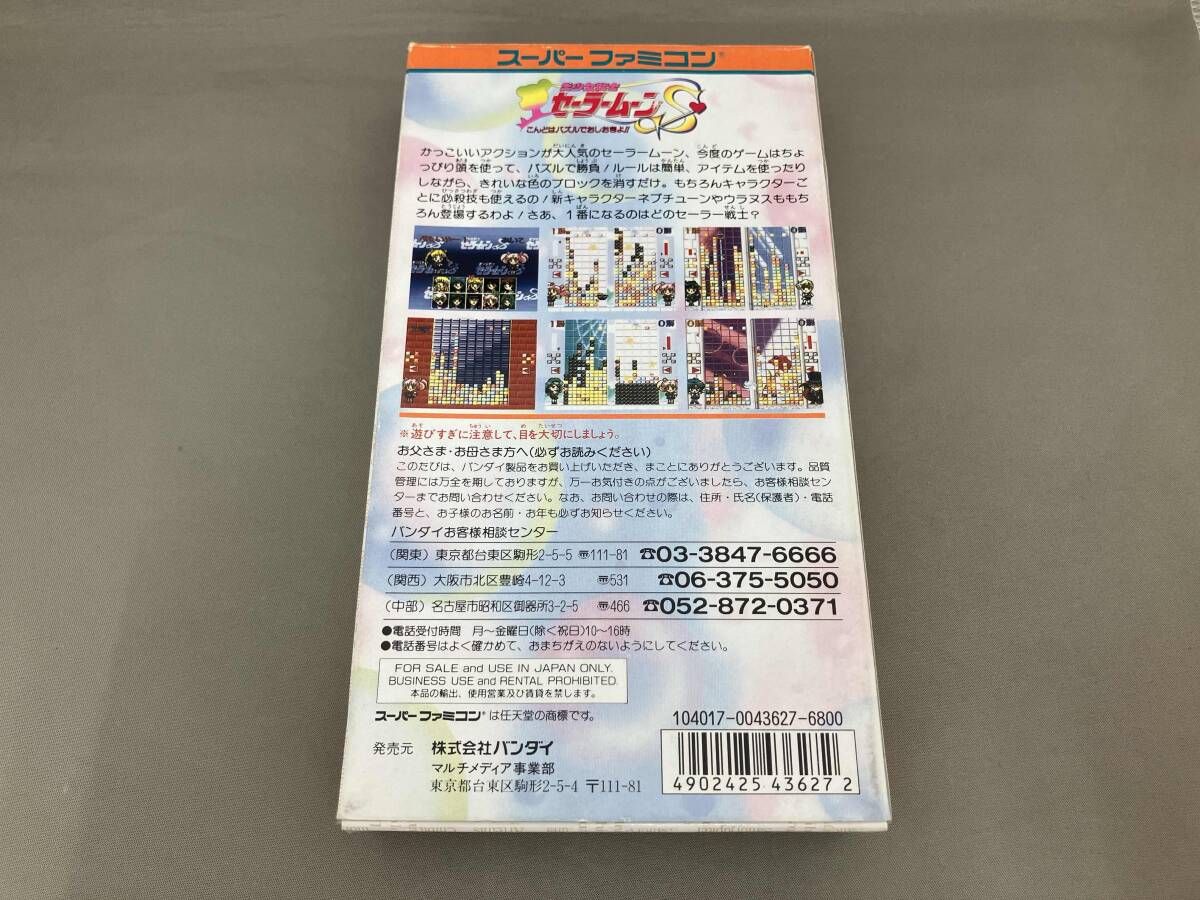 スーパーファミコン®
美少女戦士
セーラームーンS
こんどはパズルでおしおきよ!!
かっこいいアクションが大人気のセーラームーン、今度のゲームはちょ
っぴり頭を使って、パズルで勝負!ルールは簡単、アイテムを使ったり
しながら、きれいな色のブロックを消すだけ。もちろんキャラクターご
とに必殺技も使えるの!新キャラクターネプチューンやウラヌスももち
ろん登場するわよ!さあ、1番になるのはどのセーラー戦士?
※遊びすぎに注意して、目を大切にしましょう。
お父さま・お母さま方へ(必ずお読みください)
このたびは、バンダイ製品をお買い上げいただき、まことにありがとうございます。品質
管理には万全を期しておりますが、万一お気付きの点がございましたら、お客様相談セン
ターまでお問い合わせください。なお、お問い合わせの際は、住所・氏名(保護者)・電話
番号と、お子様のお名前・お年も必ずお知らせください。
バンダイお客様相談センター
(関東) 東京都台東区駒形2-5-5 〒111-81 ☎03-3847-6666
(関西) 大阪市北区豊崎4-12-3 〒531 ☎06-375-5050
(中部) 名古屋市昭和区御器所3-2-5 〒466 ☎052-872-0371
●電話受付時間 月〜金曜日(除く祝日)10〜16時
●電話番号はよく確かめて、おまちがえのないようにしてください。
FOR SALE and USE IN JAPAN ONLY.
BUSINESS USE and RENTAL PROHIBITED.
本品の輸出、使用営業及び賃貸を禁じます。
スーパーファミコン®は任天堂の商標です。
104017-0043627-6800
発売元 株式会社バンダイ
マルチメディア事業部
東京都台東区駒形2-5-4 〒111-81
4902425436272